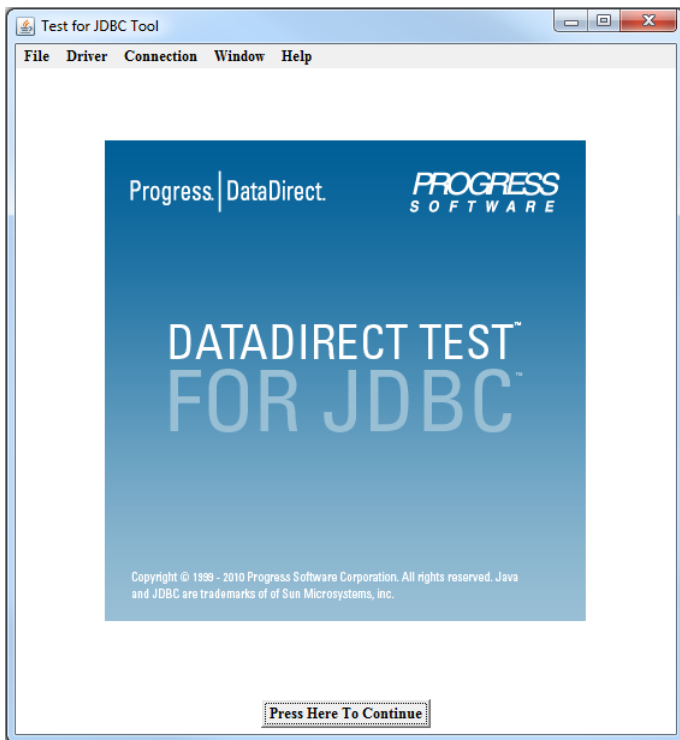 Test for JDBC Tool
File Driver Connection Window Help
Progress. | DataDirect.
PROGRESS
SOFTWARE
DATADIRECT TEST™
FOR JDBC™
Copyright © 1999 - 2010 Progress Software Corporation. All rights reserved. Java
and JDBC are trademarks of of Sun Microsystems, inc.
Press Here To Continue